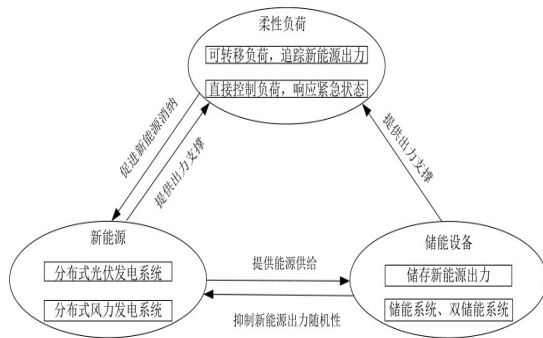 柔性负荷
可转移负荷，追踪新能源出力
直接控制负荷，响应紧急状态
促进新能源消纳
提供出力支撑
提供出力支撑
新能源
分布式光伏发电系统
分布式风力发电系统
提供能源供给
抑制新能源出力随机性
储能设备
储存新能源出力
储能系统、双储能系统